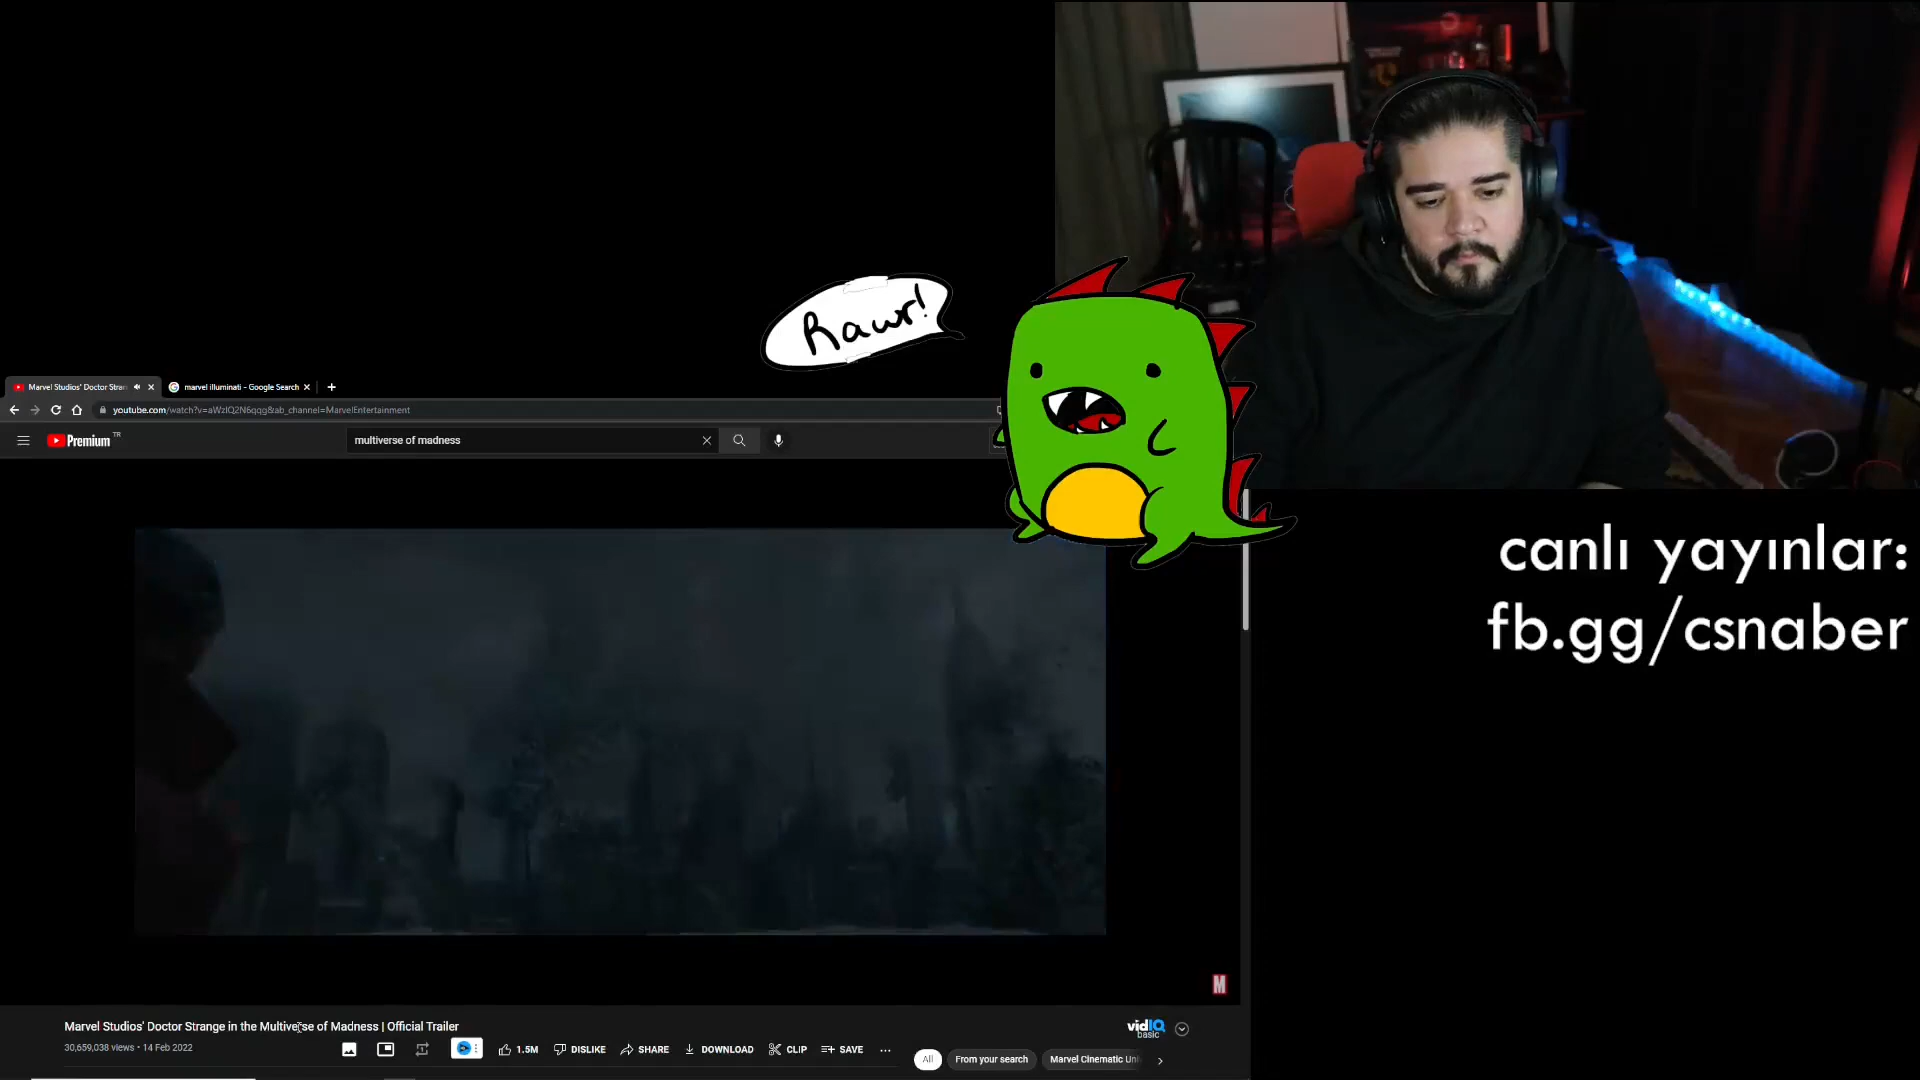 Rawr!
Marvel Studios' Doctor Stran
marvel illuminati - Google Search
youtube.com/watch?v=aWzlQ2N6qqg&ab_channel=MarvelEntertainment
Premium TR
multiverse of madness
canlı yayınlar:
fb.gg/csnaber
M
Marvel Studios' Doctor Strange in the Multiverse of Madness | Official Trailer
vidIQ
basic
30,659,038 views • 14 Feb 2022
1.5M DISLIKE SHARE DOWNLOAD CLIP SAVE
All From your search Marvel Cinematic Uni